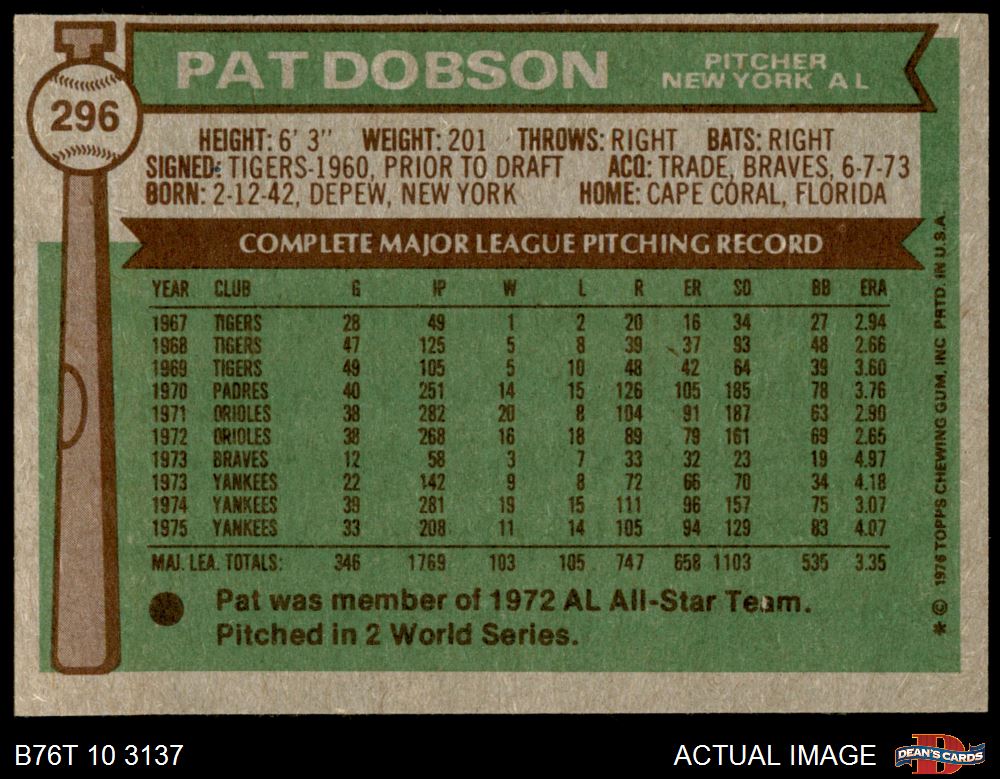 296
PAT DOBSON
PITCHER
NEW YORK A L
HEIGHT: 6' 3" WEIGHT: 201 THROWS: RIGHT BATS: RIGHT
SIGNED: TIGERS-1960, PRIOR TO DRAFT ACQ: TRADE, BRAVES, 6-7-73
BORN: 2-12-42, DEPEW, NEW YORK HOME: CAPE CORAL, FLORIDA
COMPLETE MAJOR LEAGUE PITCHING RECORD
YEAR CLUB G IP W L R ER SO BB ERA
1967 TIGERS 28 49 1 2 20 16 34 27 2.94
1968 TIGERS 47 125 5 8 39 37 93 48 2.66
1969 TIGERS 49 105 5 10 48 42 64 39 3.60
1970 PADRES 40 251 14 15 126 105 185 78 3.76
1971 ORIOLES 38 282 20 8 104 91 187 63 2.90
1972 ORIOLES 38 268 16 18 89 79 161 69 2.65
1973 BRAVES 12 58 3 7 33 32 23 19 4.97
1973 YANKEES 22 142 9 8 72 66 70 34 4.18
1974 YANKEES 39 281 19 15 111 96 157 75 3.07
1975 YANKEES 33 208 11 14 105 94 129 83 4.07
MAJ. LEA. TOTALS: 346 1769 103 105 747 658 1103 535 3.35
Pat was member of 1972 AL All-Star Team.
Pitched in 2 World Series.
* © 1976 TOPPS CHEWING GUM, INC PRTD. IN U.S.A.
B76T 10 3137
ACTUAL IMAGE
DEAN'S CARDS